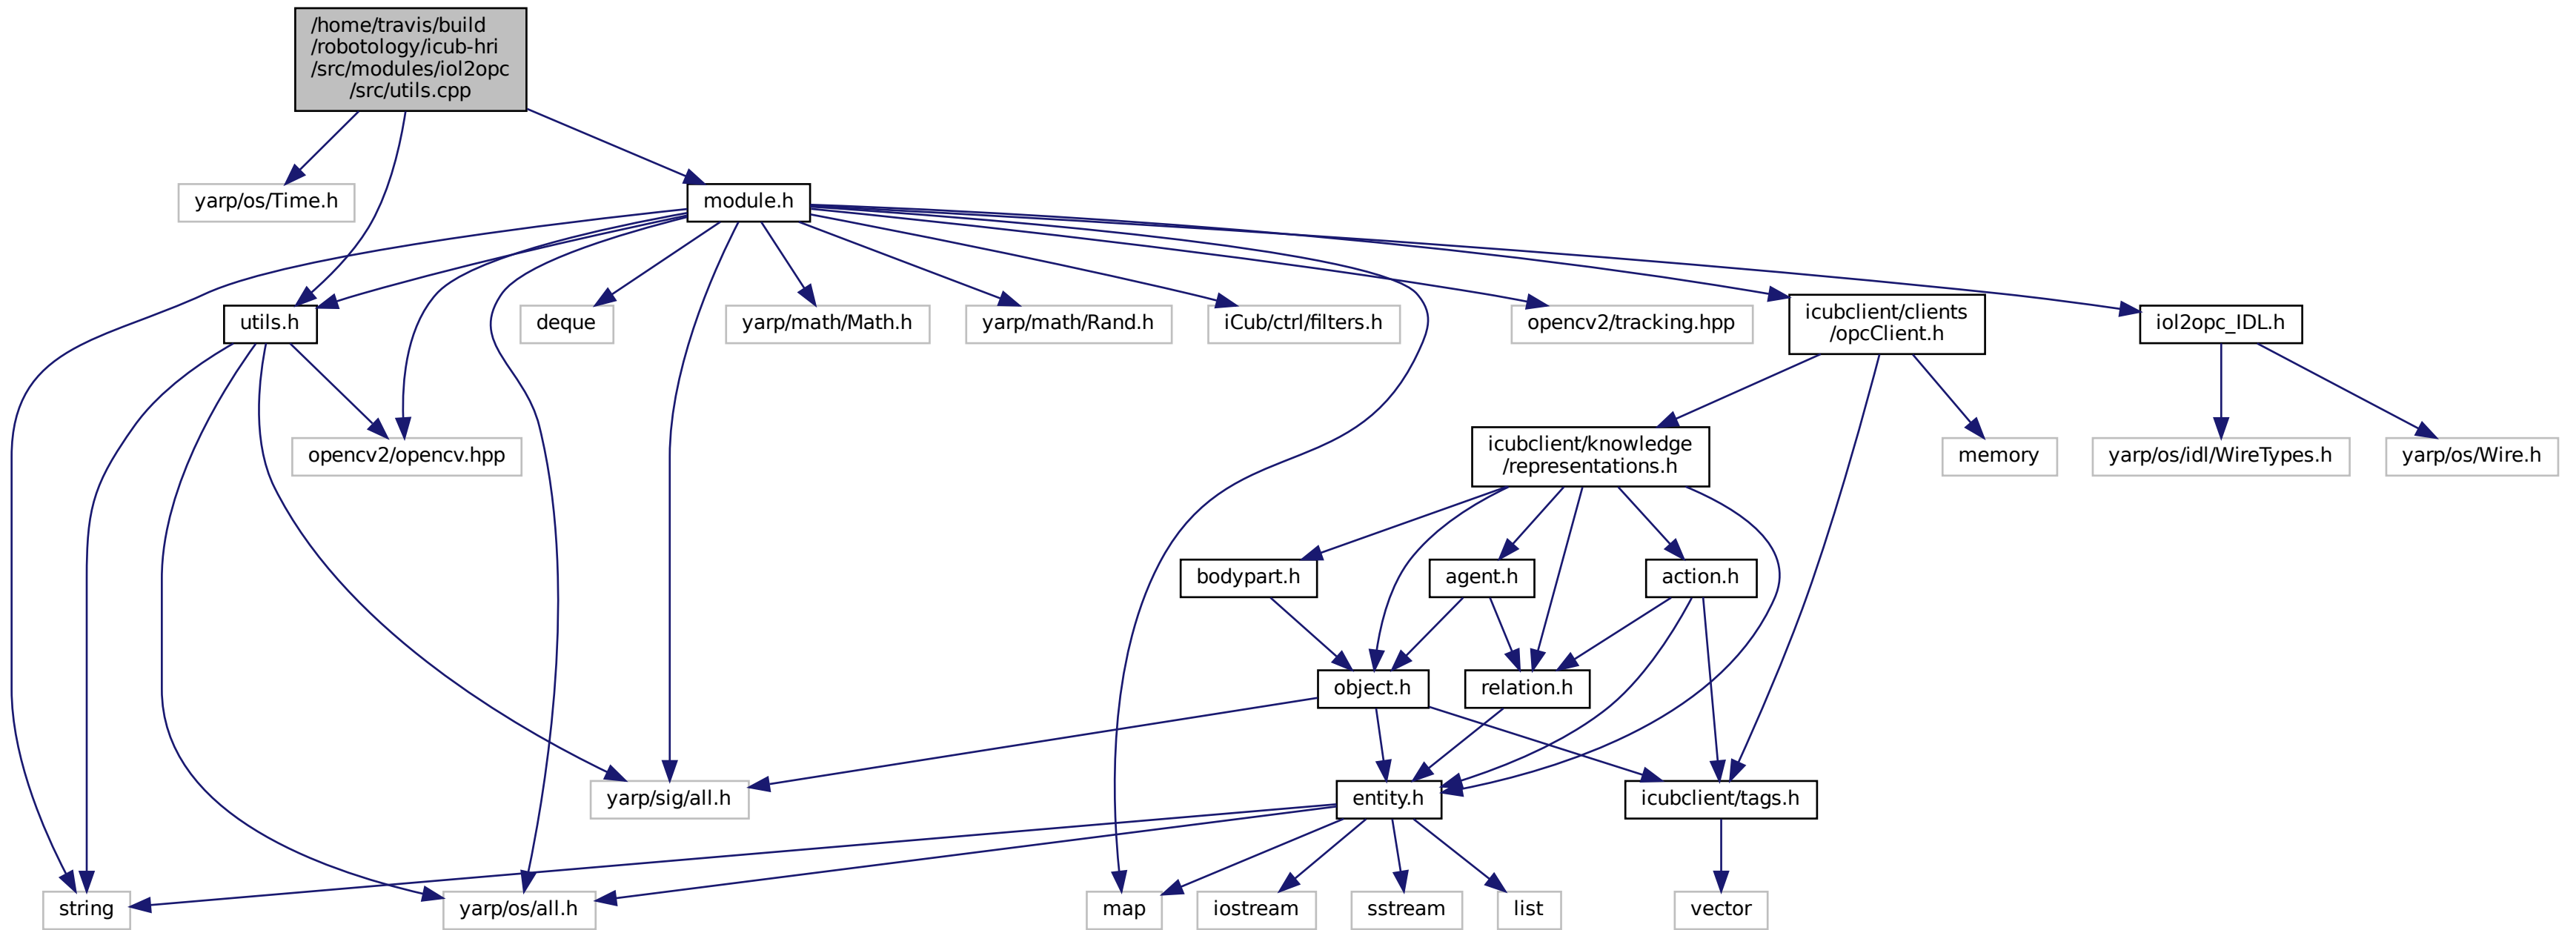 /home/travis/build
/robotology/icub-hri
/src/modules/iol2opc
/src/utils.cpp
yarp/os/Time.h
module.h
utils.h
deque
yarp/math/Math.h
yarp/math/Rand.h
iCub/ctrl/filters.h
opencv2/tracking.hpp
icubclient/clients
/opcClient.h
iol2opc_IDL.h
opencv2/opencv.hpp
icubclient/knowledge
/representations.h
memory
yarp/os/idl/WireTypes.h
yarp/os/Wire.h
bodypart.h
agent.h
action.h
object.h
relation.h
yarp/sig/all.h
entity.h
icubclient/tags.h
string
yarp/os/all.h
map
iostream
sstream
list
vector